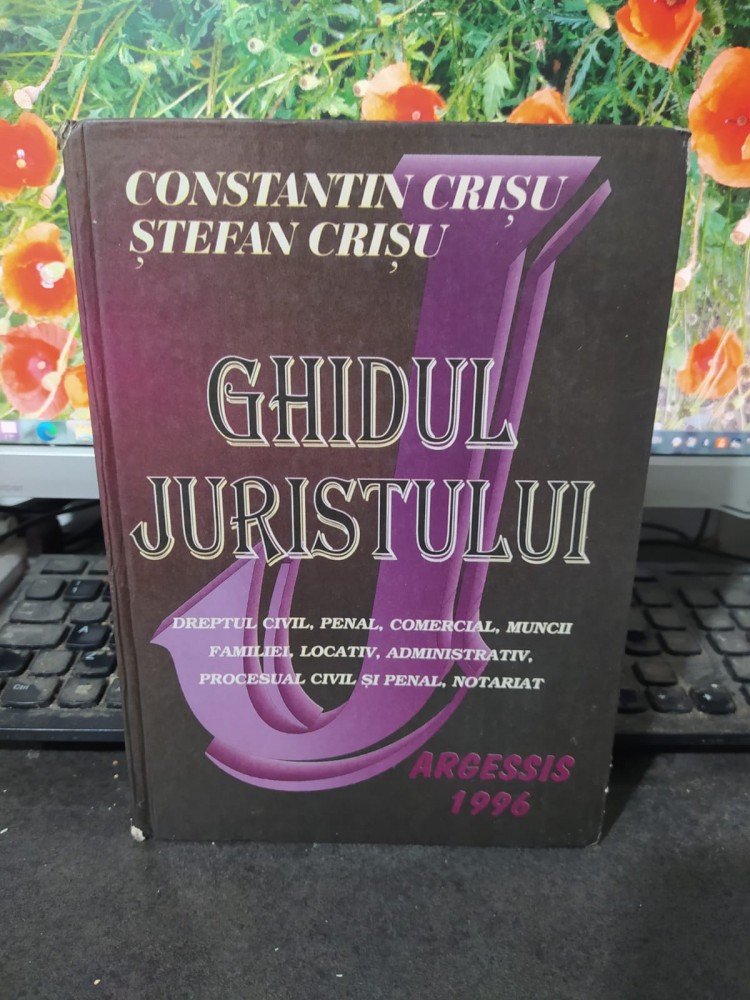 CONSTANTIN CRIȘU
ȘTEFAN CRIȘU
GHIDUL
JURISTULUI
DREPTUL CIVIL, PENAL, COMERCIAL, MUNCII
FAMILIEI, LOCATIV, ADMINISTRATIV,
PROCESUAL CIVIL ȘI PENAL, NOTARIAT
ARGESSIS
1996